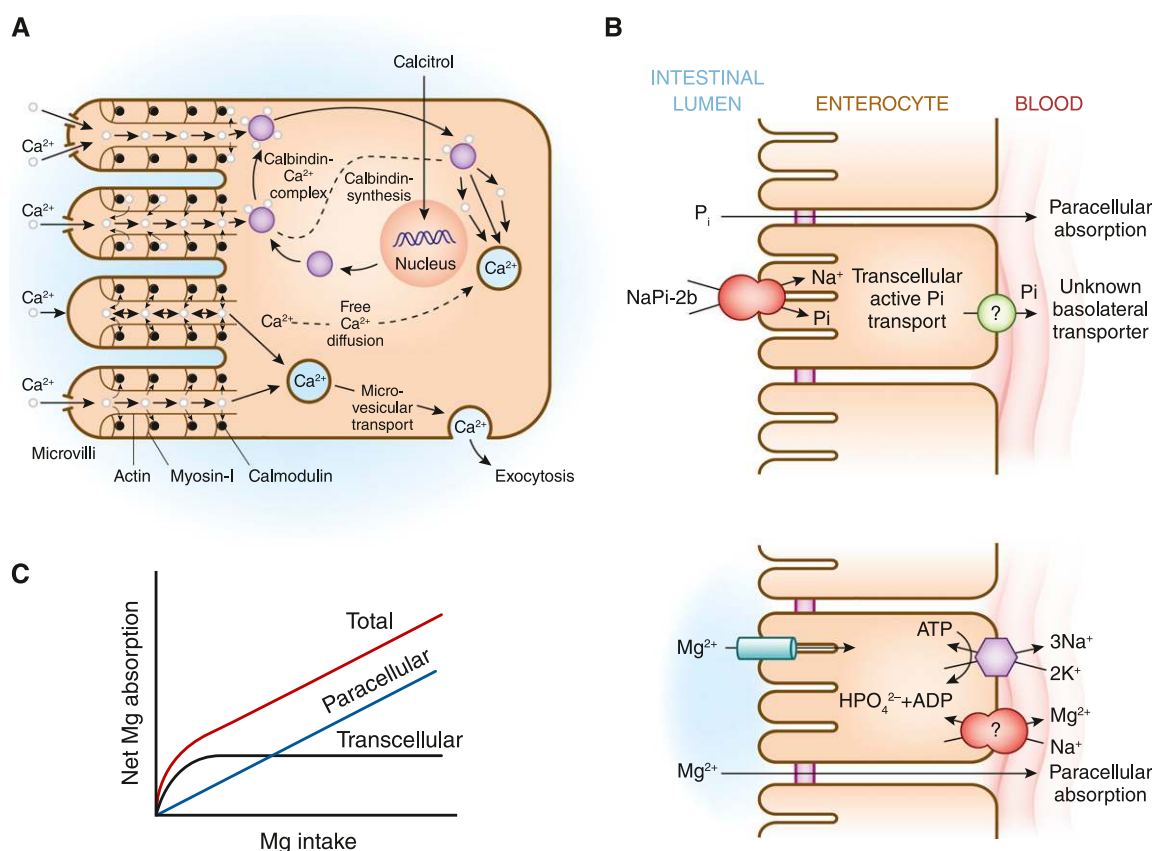 A
Calcitrol
Ca²⁺
Calbindin-
Ca²⁺
complex
Calbindin-
synthesis
Ca²⁺
Nucleus
Ca²⁺
Ca²⁺
Ca²⁺
Free
Ca²⁺
diffusion
Ca²⁺
Ca²⁺
Micro-
vesicular
transport
Ca²⁺
Microvilli
Actin
Myosin-I
Calmodulin
Exocytosis
B
INTESTINAL
LUMEN
ENTEROCYTE
BLOOD
Pᵢ
Paracellular
absorption
NaPi-2b
Na⁺
Pi
Transcellular
active Pi
transport
?
Pi
Unknown
basolateral
transporter
C
Net Mg absorption
Total
Paracellular
Transcellular
Mg intake
Mg²⁺
ATP
3Na⁺
2K⁺
HPO₄²⁻+ADP
?
Mg²⁺
Na⁺
Mg²⁺
Paracellular
absorption